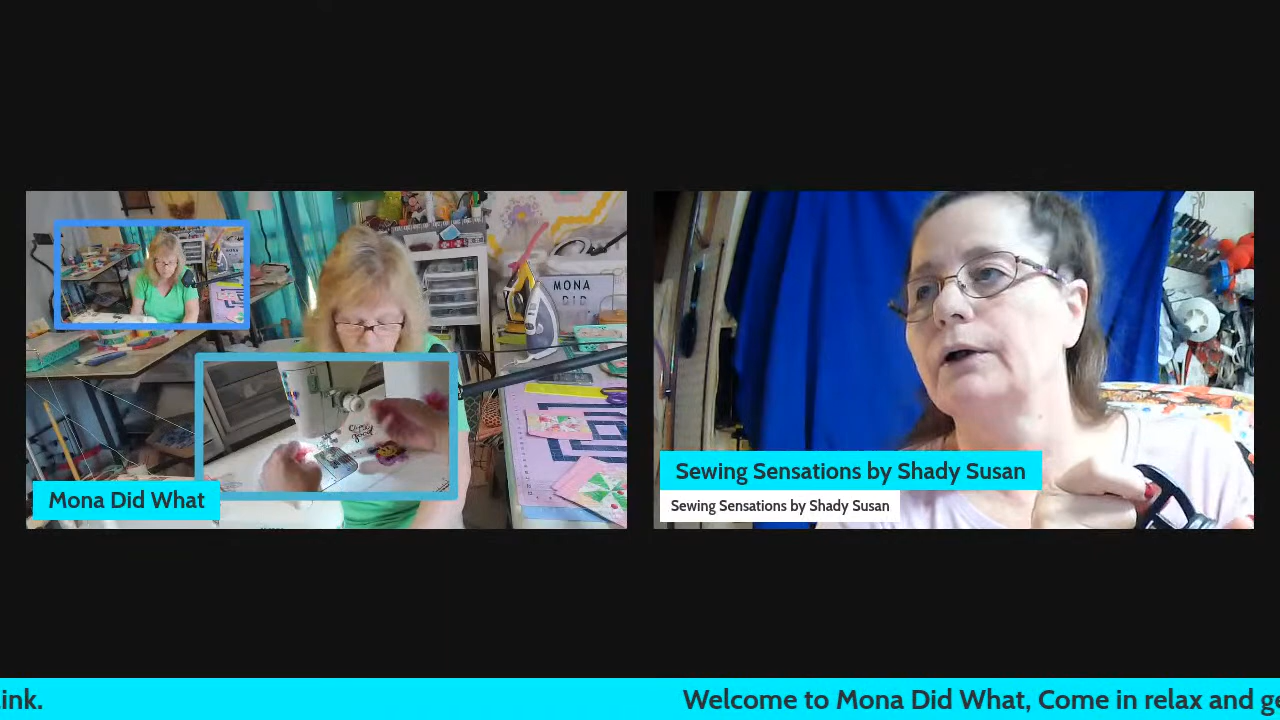 MONA
DID
Mona Did What
Sewing Sensations by Shady Susan
Sewing Sensations by Shady Susan
ink.
Welcome to Mona Did What, Come in relax and ge